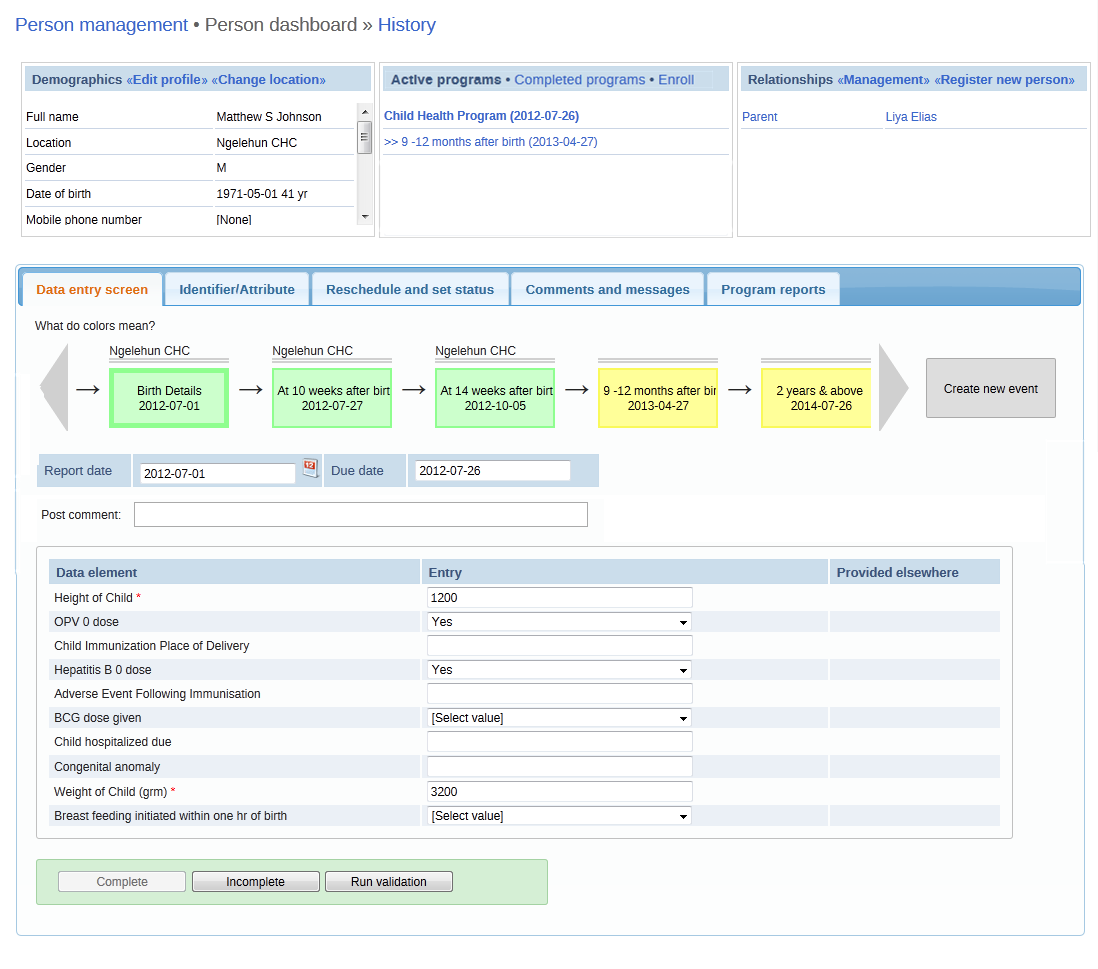 Person management • Person dashboard » History
Demographics «Edit profile» «Change location»
Full name Matthew S Johnson
Location Ngelehun CHC
Gender M
Date of birth 1971-05-01 41 yr
Mobile phone number [None]
Active programs • Completed programs • Enroll
Child Health Program (2012-07-26)
>> 9 -12 months after birth (2013-04-27)
Relationships «Management» «Register new person»
Parent Liya Elias
Data entry screen Identifier/Attribute Reschedule and set status Comments and messages Program reports
What do colors mean?
Ngelehun CHC Ngelehun CHC Ngelehun CHC
Birth Details
2012-07-01
At 10 weeks after birt
2012-07-27
At 14 weeks after birt
2012-10-05
9 -12 months after bir
2013-04-27
2 years & above
2014-07-26
Create new event
Report date 2012-07-01 12 Due date 2012-07-26
Post comment:
Data element Entry Provided elsewhere
Height of Child * 1200
OPV 0 dose Yes
Child Immunization Place of Delivery
Hepatitis B 0 dose Yes
Adverse Event Following Immunisation
BCG dose given [Select value]
Child hospitalized due
Congenital anomaly
Weight of Child (grm) * 3200
Breast feeding initiated within one hr of birth [Select value]
Complete Incomplete Run validation